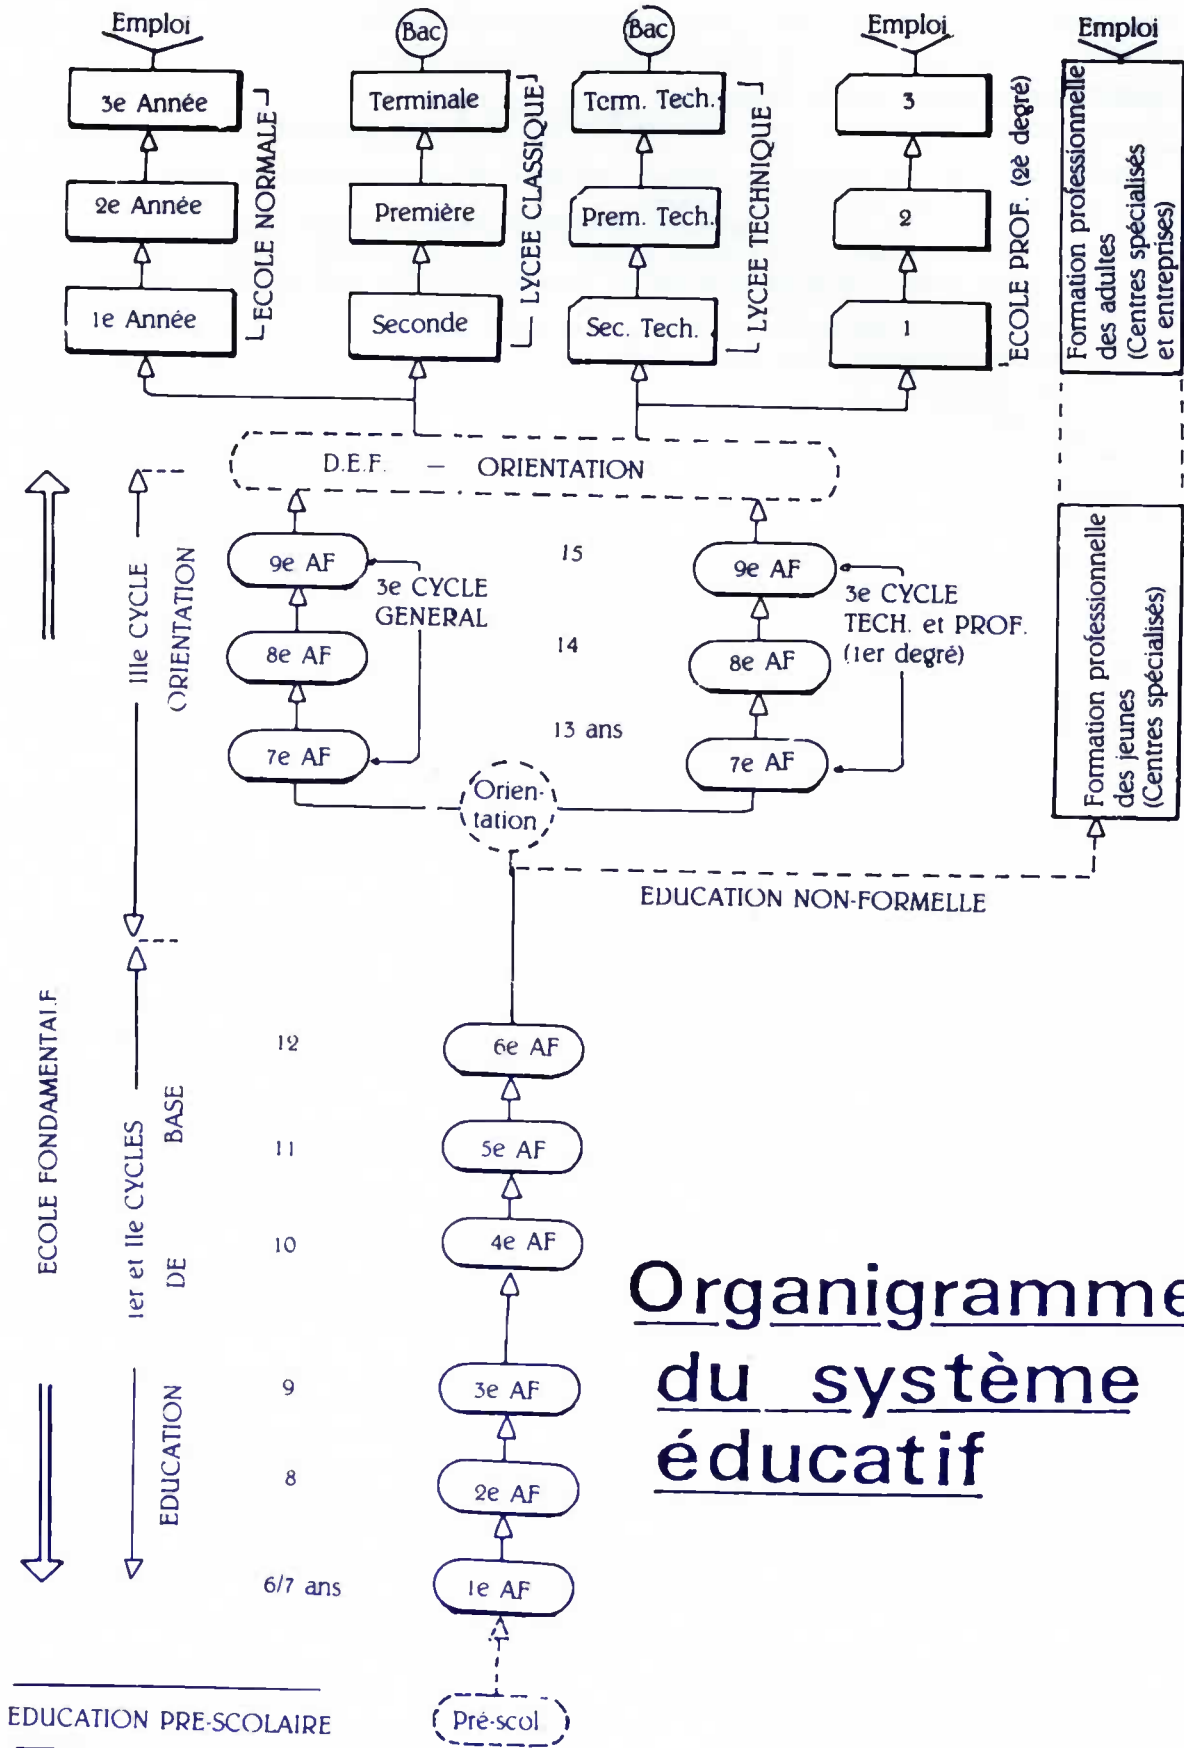 Emploi
Bac
Bac
Emploi
Emploi
3e Année
Terminale
Term. Tech.
3
2e Année
Première
Prem. Tech.
2
1e Année
Seconde
Sec. Tech.
1
ECOLE NORMALE
LYCEE CLASSIQUE
LYCEE TECHNIQUE
ECOLE PROF. (2è degré)
Formation professionnelle
des adultes
(Centres spécialisés
et entreprises)
D.E.F. — ORIENTATION
IIIe CYCLE
ORIENTATION
9e AF
15
9e AF
3e CYCLE
GENERAL
3e CYCLE
TECH. et PROF.
(1er degré)
8e AF
14
8e AF
7e AF
13 ans
7e AF
Formation professionnelle
des jeunes
(Centres spécialisés)
Orien-
tation
EDUCATION NON-FORMELLE
ECOLE FONDAMENTALE
1er et IIe CYCLES
EDUCATION DE BASE
12
6e AF
11
5e AF
10
4e AF
Organigramme
du système
éducatif
9
3e AF
8
2e AF
6/7 ans
1e AF
EDUCATION PRE-SCOLAIRE
Pré-scol